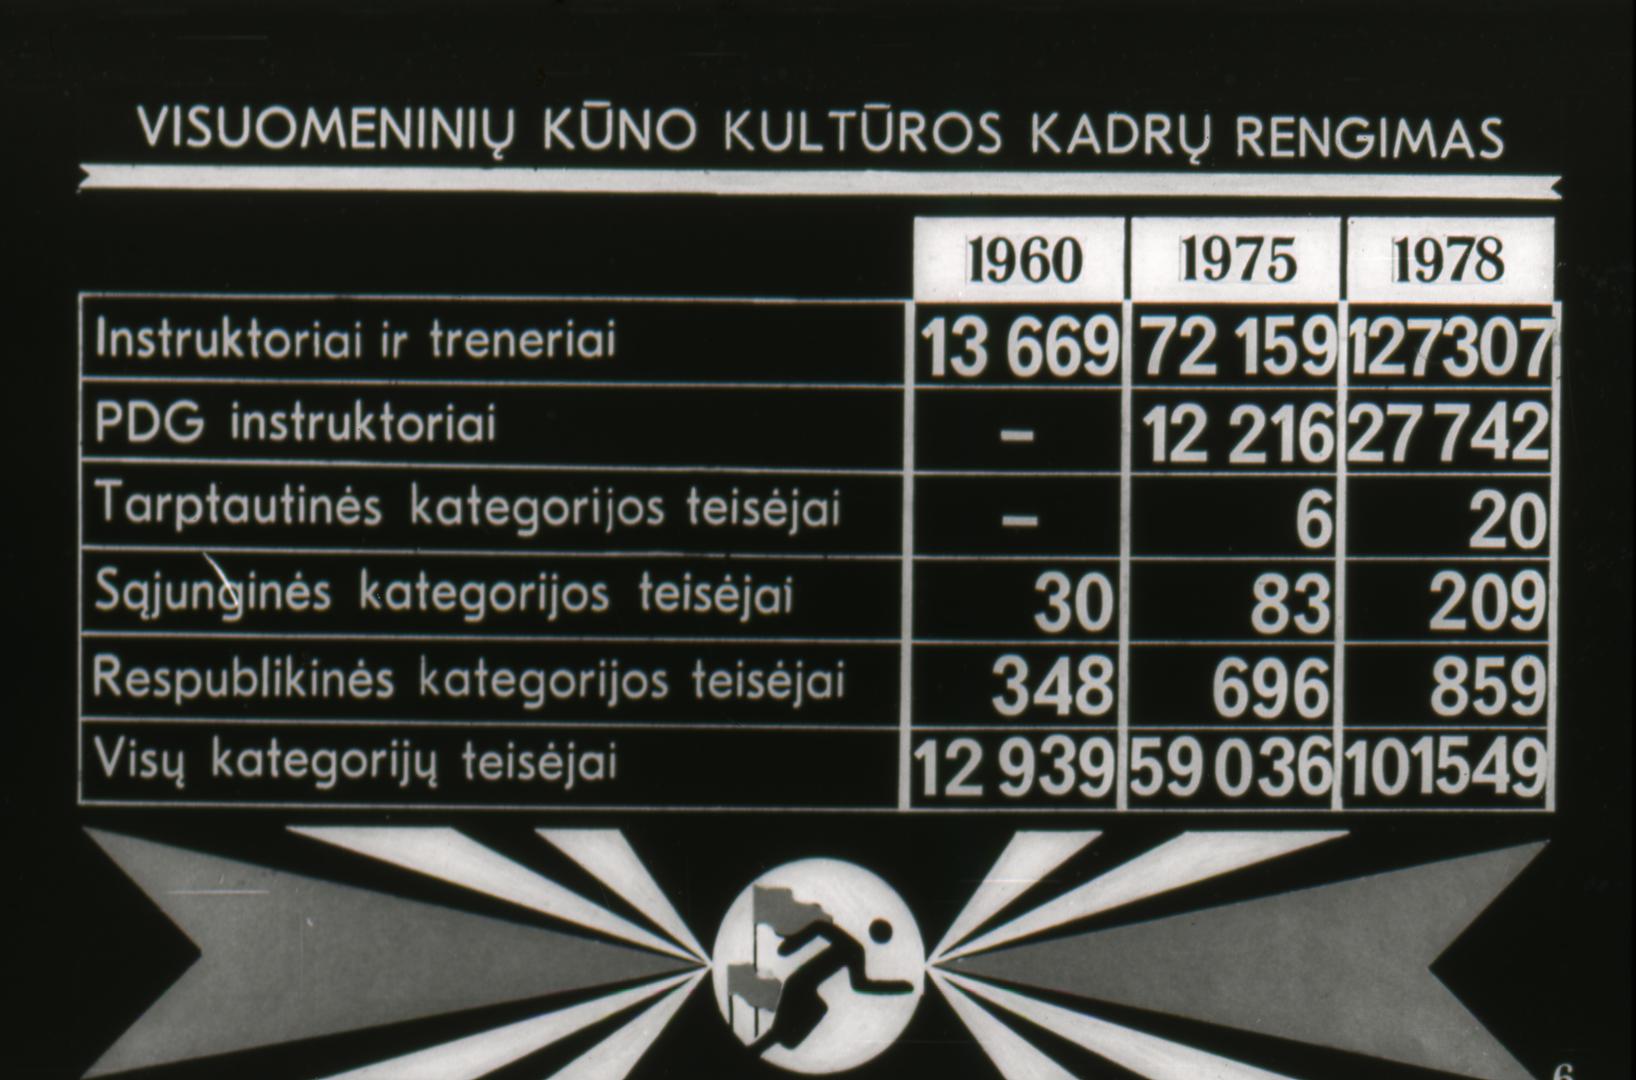 VISUOMENINIŲ KŪNO KULTŪROS KADRŲ RENGIMAS
1960 1975 1978
Instruktoriai ir treneriai 13 669 72 159 127307
PDG instruktoriai – 12 216 27 742
Tarptautinės kategorijos teisėjai – 6 20
Sąjunginės kategorijos teisėjai 30 83 209
Respublikinės kategorijos teisėjai 348 696 859
Visų kategorijų teisėjai 12 939 59 036 101549
6